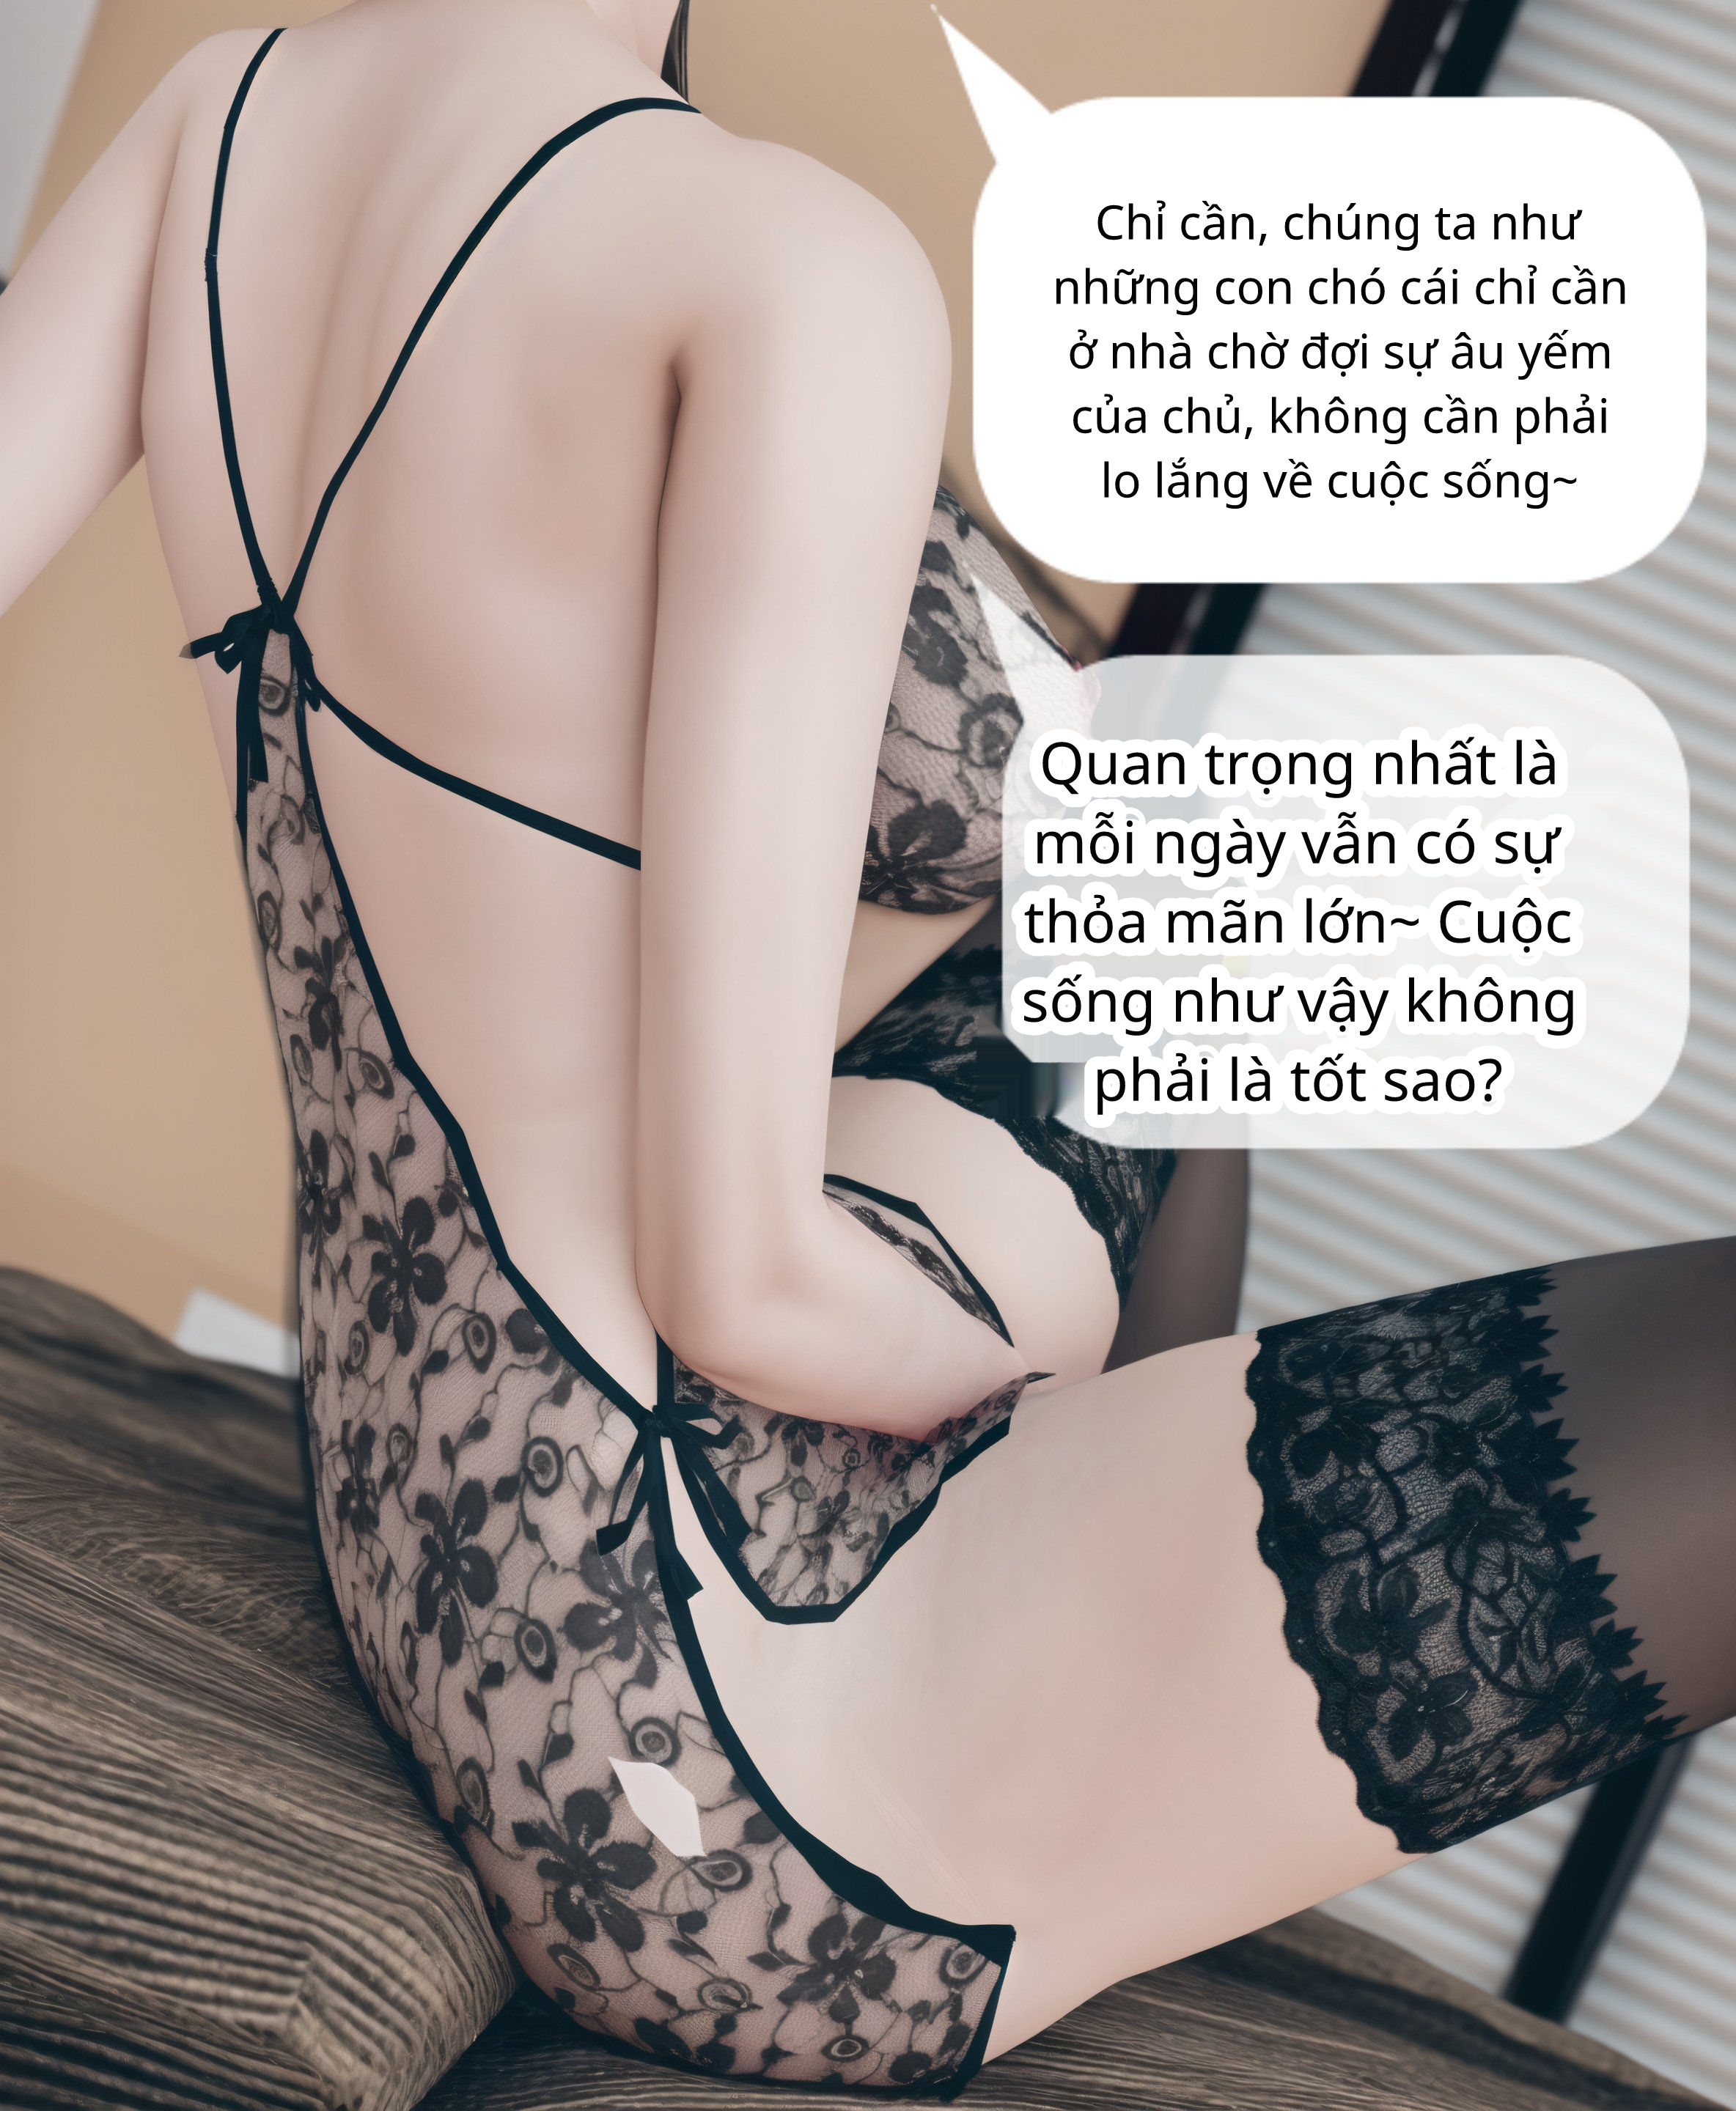 Chỉ cần, chúng ta như
những con chó cái chỉ cần
ở nhà chờ đợi sự âu yếm
của chủ, không cần phải
lo lắng về cuộc sống~
Quan trọng nhất là
mỗi ngày vẫn có sự
thỏa mãn lớn~ Cuộc
sống như vậy không
phải là tốt sao?